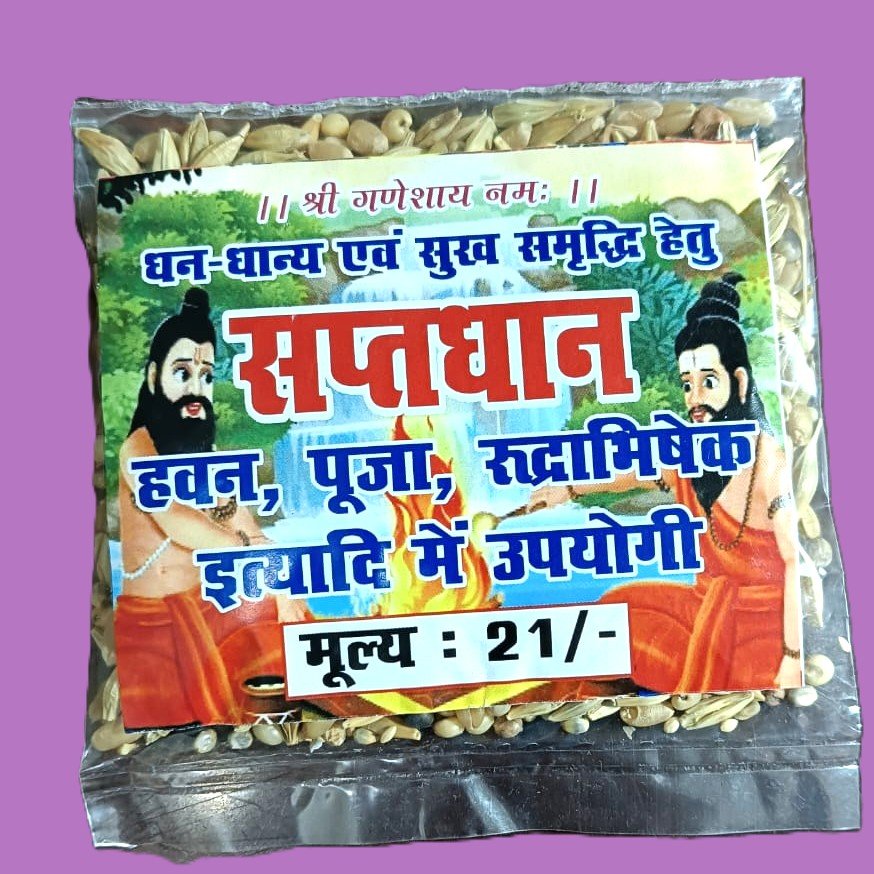 ।। श्री गणेशाय नमः ।।
धन-धान्य एवं सुख समृद्धि हेतु
सप्तधान
हवन, पूजा, रुद्राभिषेक
इत्यादि में उपयोगी
मूल्य : 21/-